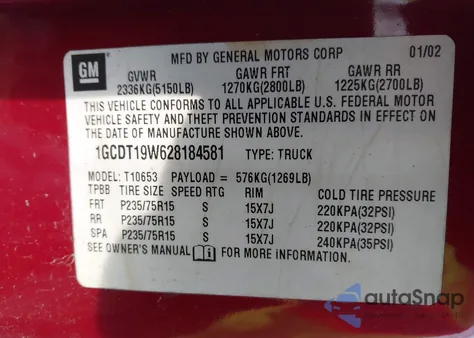 GM
MFD BY GENERAL MOTORS CORP 01/02
GVWR GAWR FRT GAWR RR
2336KG(5150LB) 1270KG(2800LB) 1225KG(2700LB)
THIS VEHICLE CONFORMS TO ALL APPLICABLE U.S. FEDERAL MOTOR
VEHICLE SAFETY AND THEFT PREVENTION STANDARDS IN EFFECT ON THE
DATE OF MANUFACTURE SHOWN ABOVE.
1GCDT19W628184581 TYPE: TRUCK
MODEL: T10653 PAYLOAD = 576KG(1269LB)
TPBB TIRE SIZE SPEED RTG RIM COLD TIRE PRESSURE
FRT P235/75R15 S 15X7J 220KPA(32PSI)
RR P235/75R15 S 15X7J 220KPA(32PSI)
SPA P235/75R15 S 15X7J 240KPA(35PSI)
SEE OWNER'S MANUAL i FOR MORE INFORMATION.
autoSnap